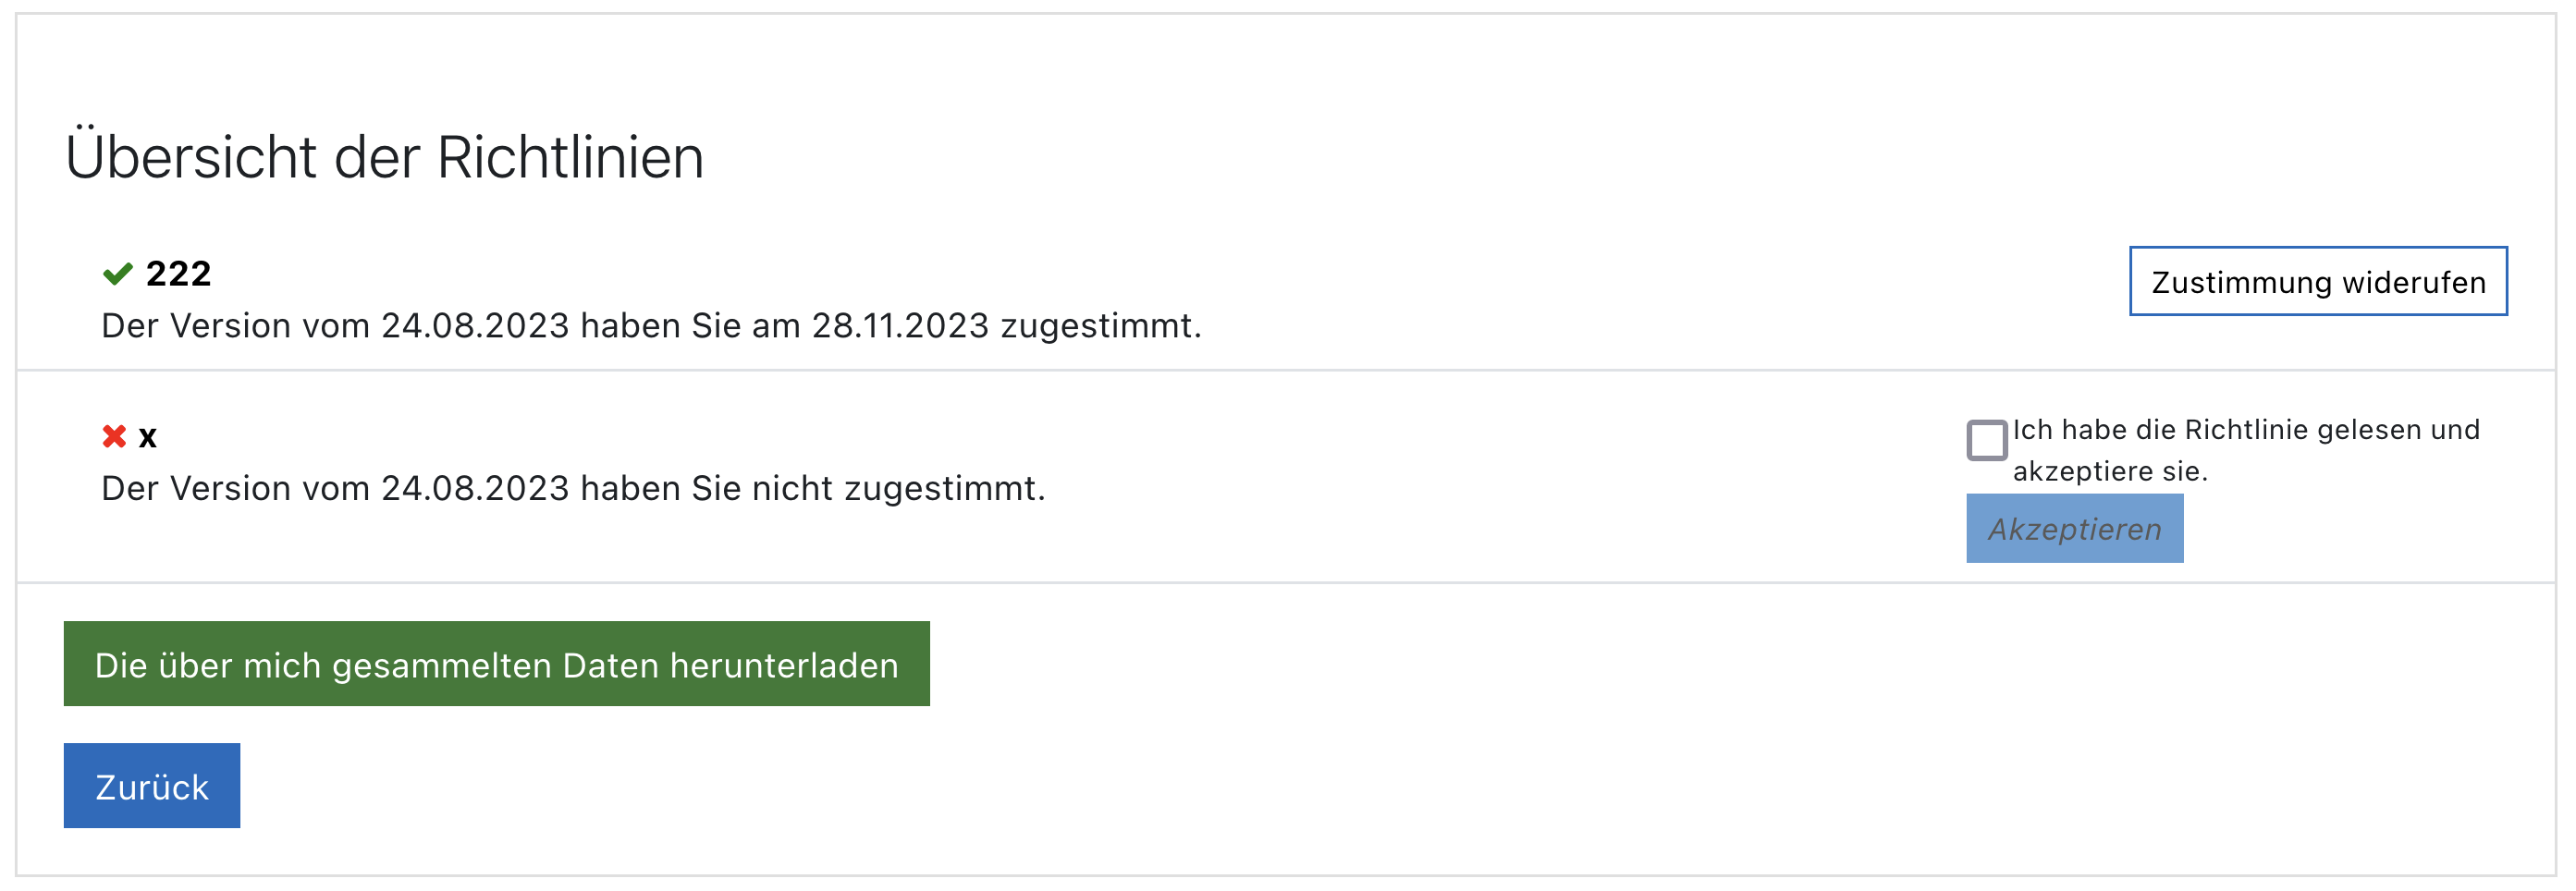 Übersicht der Richtlinien
222
Zustimmung widerufen
Der Version vom 24.08.2023 haben Sie am 28.11.2023 zugestimmt.
x
Der Version vom 24.08.2023 haben Sie nicht zugestimmt.
Ich habe die Richtlinie gelesen und
akzeptiere sie.
Akzeptieren
Die über mich gesammelten Daten herunterladen
Zurück